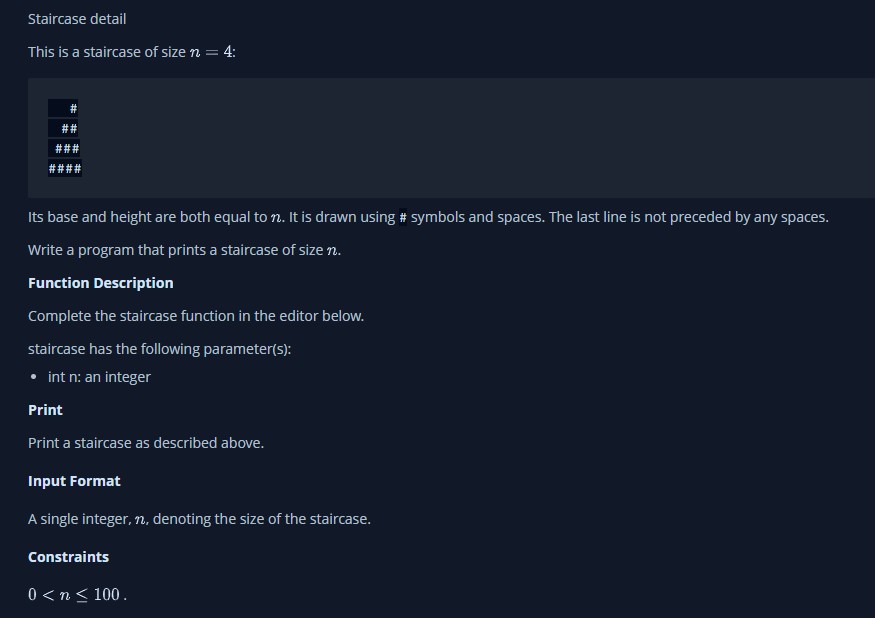 Staircase detail
This is a staircase of size n = 4:
   #
  ##
 ###
####
Its base and height are both equal to n. It is drawn using # symbols and spaces. The last line is not preceded by any spaces.
Write a program that prints a staircase of size n.
Function Description
Complete the staircase function in the editor below.
staircase has the following parameter(s):
• int n: an integer
Print
Print a staircase as described above.
Input Format
A single integer, n, denoting the size of the staircase.
Constraints
0 < n ≤ 100 .